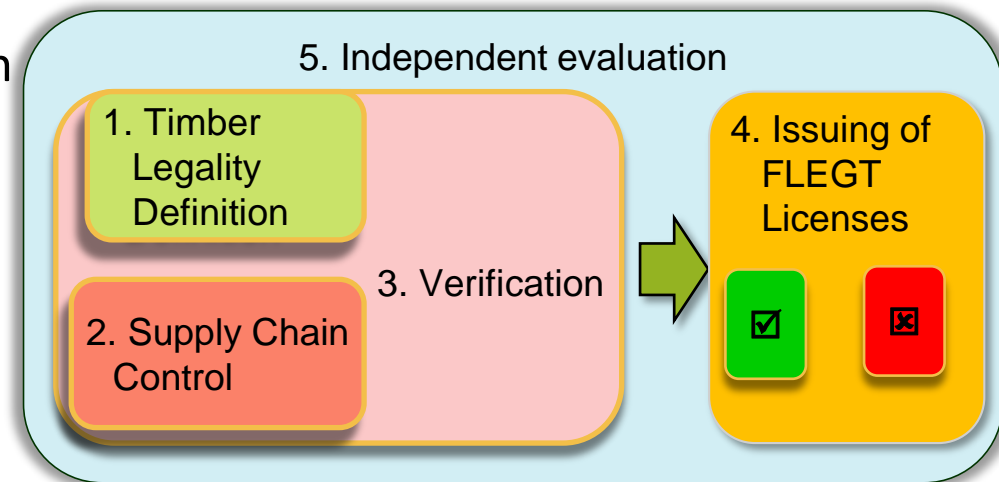 n
5. Independent evaluation
1. Timber
Legality
Definition
2. Supply Chain
Control
3. Verification
4. Issuing of
FLEGT
Licenses
☑
☒